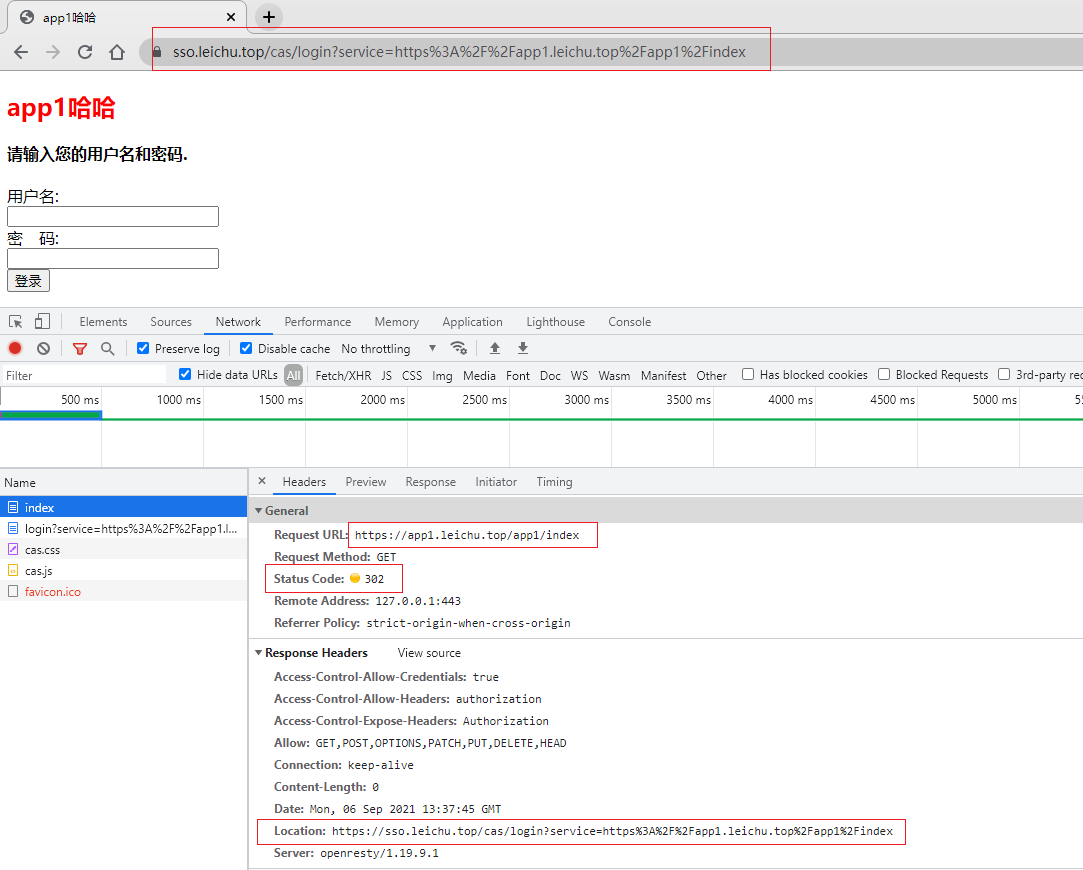 app1哈哈
sso.leichu.top/cas/login?service=https%3A%2F%2Fapp1.leichu.top%2Fapp1%2Findex
app1哈哈
请输入您的用户名和密码.
用户名:
密 码:
登录
Elements Sources Network Performance Memory Application Lighthouse Console
Preserve log Disable cache No throttling
Filter Hide data URLs All Fetch/XHR JS CSS Img Media Font Doc WS Wasm Manifest Other Has blocked cookies Blocked Requests 3rd-party rec
500 ms 1000 ms 1500 ms 2000 ms 2500 ms 3000 ms 3500 ms 4000 ms 4500 ms 5000 ms 55
Name
index
login?service=https%3A%2F%2Fapp1.l...
cas.css
cas.js
favicon.ico
Headers Preview Response Initiator Timing
General
Request URL: https://app1.leichu.top/app1/index
Request Method: GET
Status Code: 302
Remote Address: 127.0.0.1:443
Referrer Policy: strict-origin-when-cross-origin
Response Headers View source
Access-Control-Allow-Credentials: true
Access-Control-Allow-Headers: authorization
Access-Control-Expose-Headers: Authorization
Allow: GET,POST,OPTIONS,PATCH,PUT,DELETE,HEAD
Connection: keep-alive
Content-Length: 0
Date: Mon, 06 Sep 2021 13:37:45 GMT
Location: https://sso.leichu.top/cas/login?service=https%3A%2F%2Fapp1.leichu.top%2Fapp1%2Findex
Server: openresty/1.19.9.1